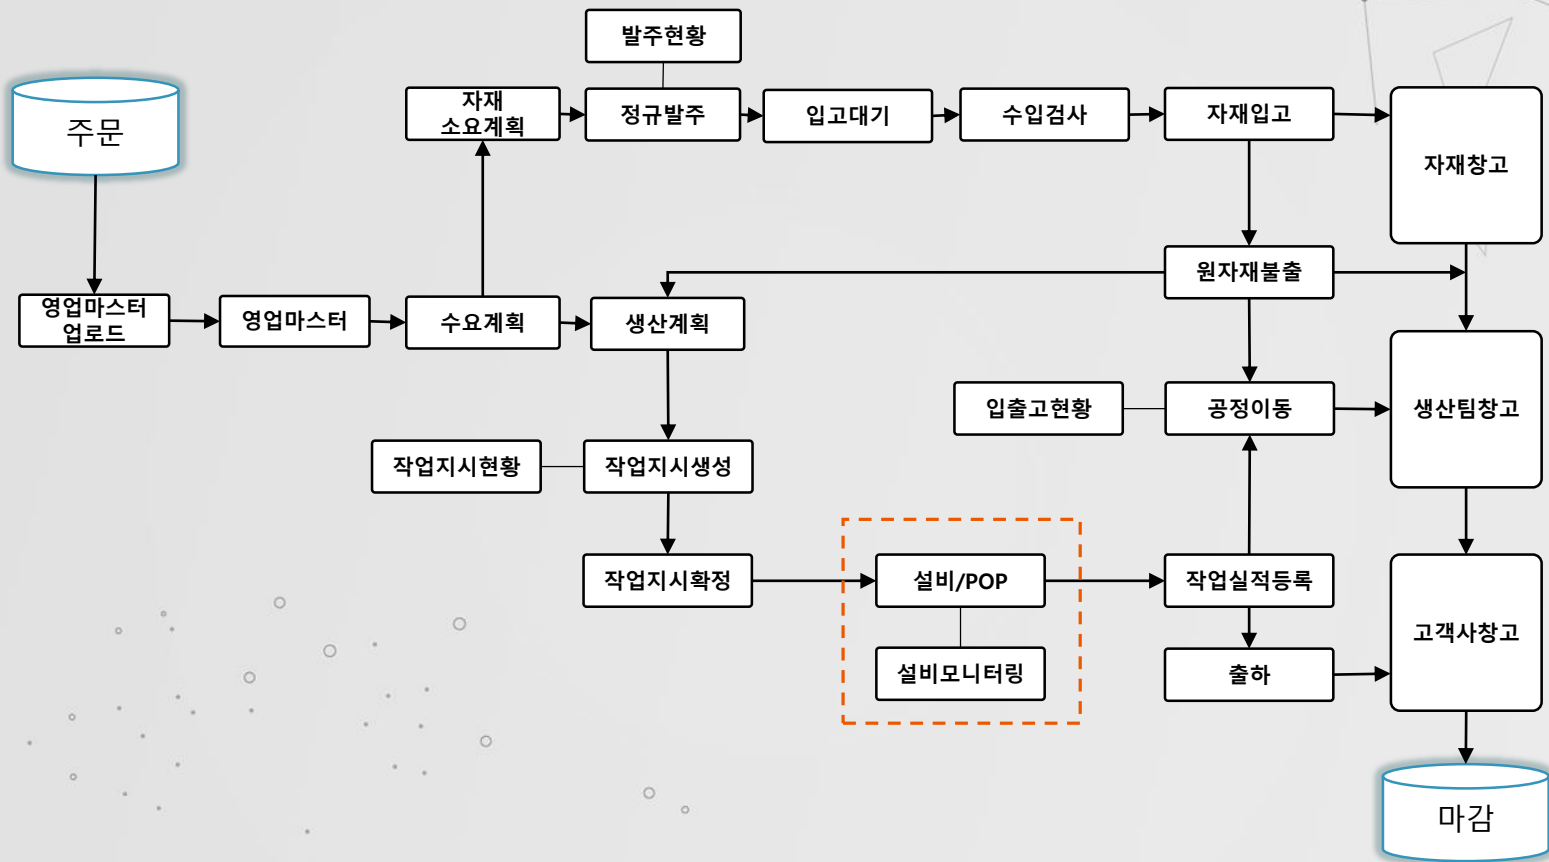 발주현황
주문
자재
소요계획
정규발주
입고대기
수입검사
자재입고
자재창고
원자재불출
영업마스터
업로드
영업마스터
수요계획
생산계획
입출고현황
공정이동
생산팀창고
작업지시현황
작업지시생성
작업지시확정
설비/POP
작업실적등록
고객사창고
설비모니터링
출하
마감